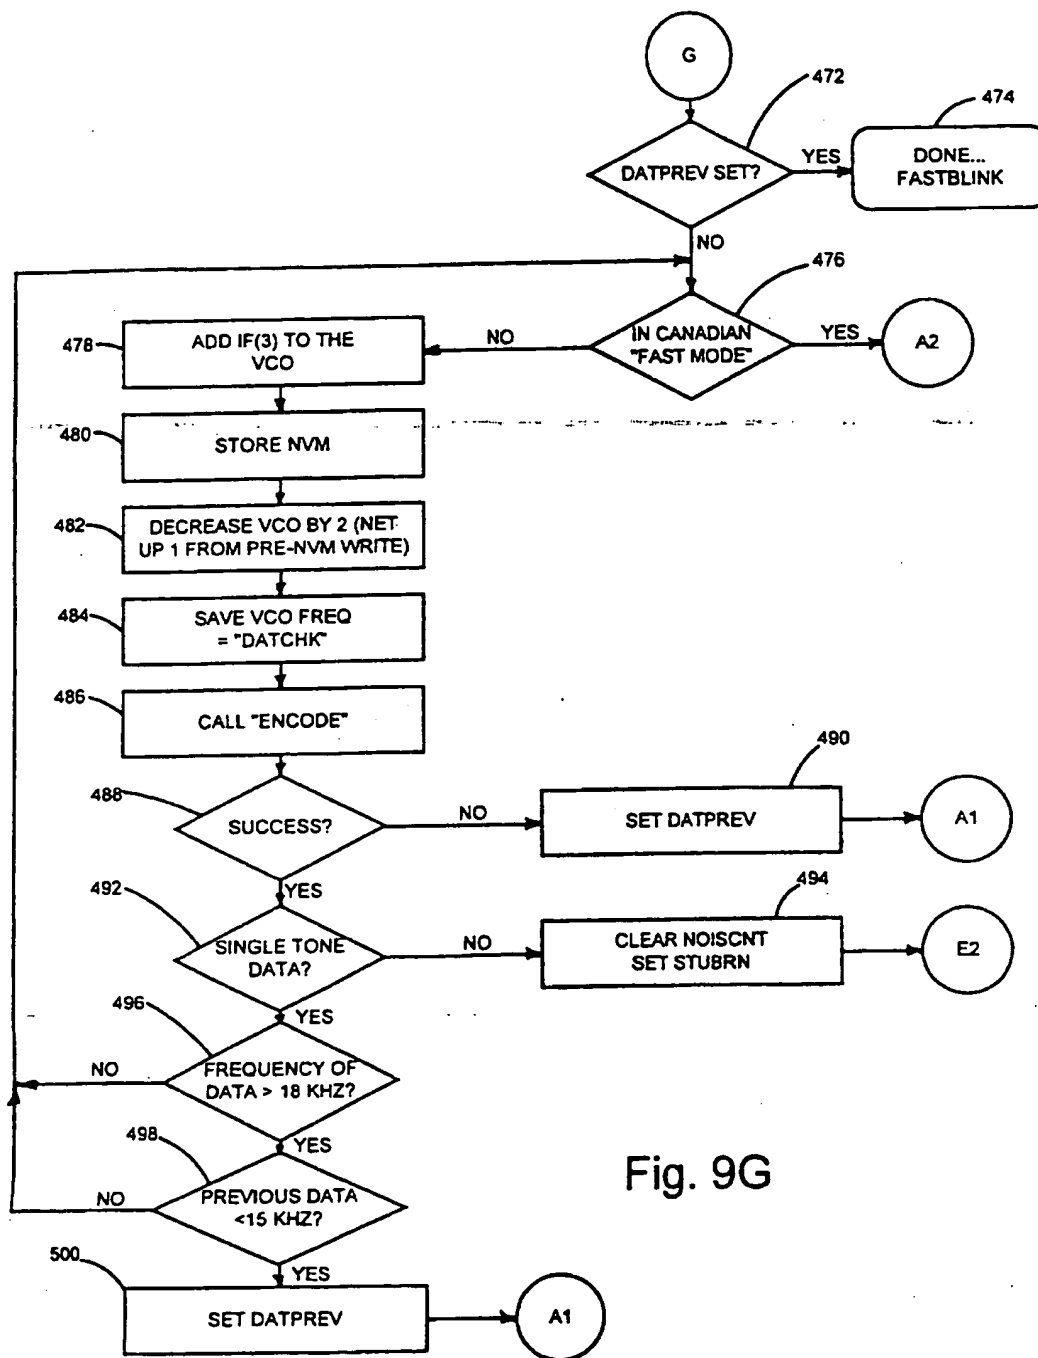 G
472
474
DATPREV SET?
YES
DONE...
FASTBLINK
NO
476
478
ADD IF(3) TO THE
VCO
NO
IN CANADIAN
"FAST MODE"
YES
A2
480
STORE NVM
482
DECREASE VCO BY 2 (NET
UP 1 FROM PRE-NVM WRITE)
484
SAVE VCO FREQ
= "DATCHK"
486
CALL "ENCODE"
488
SUCCESS?
NO
490
SET DATPREV
A1
YES
492
SINGLE TONE
DATA?
NO
494
CLEAR NOISCNT
SET STUBRN
E2
YES
496
NO
FREQUENCY OF
DATA > 18 KHZ?
YES
498
NO
PREVIOUS DATA
<15 KHZ?
Fig. 9G
YES
500
SET DATPREV
A1